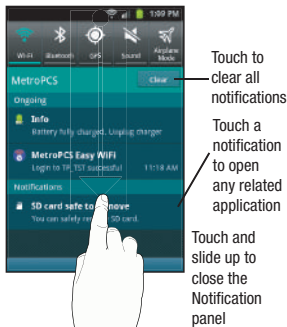 1:09 PM
Wi-Fi Bluetooth GPS Sound Airplane Mode
MetroPCS Clear
Ongoing
Info
Battery fully charged. Unplug charger
MetroPCS Easy WiFi
Login to TP_TST successful 11:18 AM
Notifications
SD card safe to remove
You can safely remove SD card.
Touch to
clear all
notifications
Touch a
notification
to open
any related
application
Touch and
slide up to
close the
Notification
panel